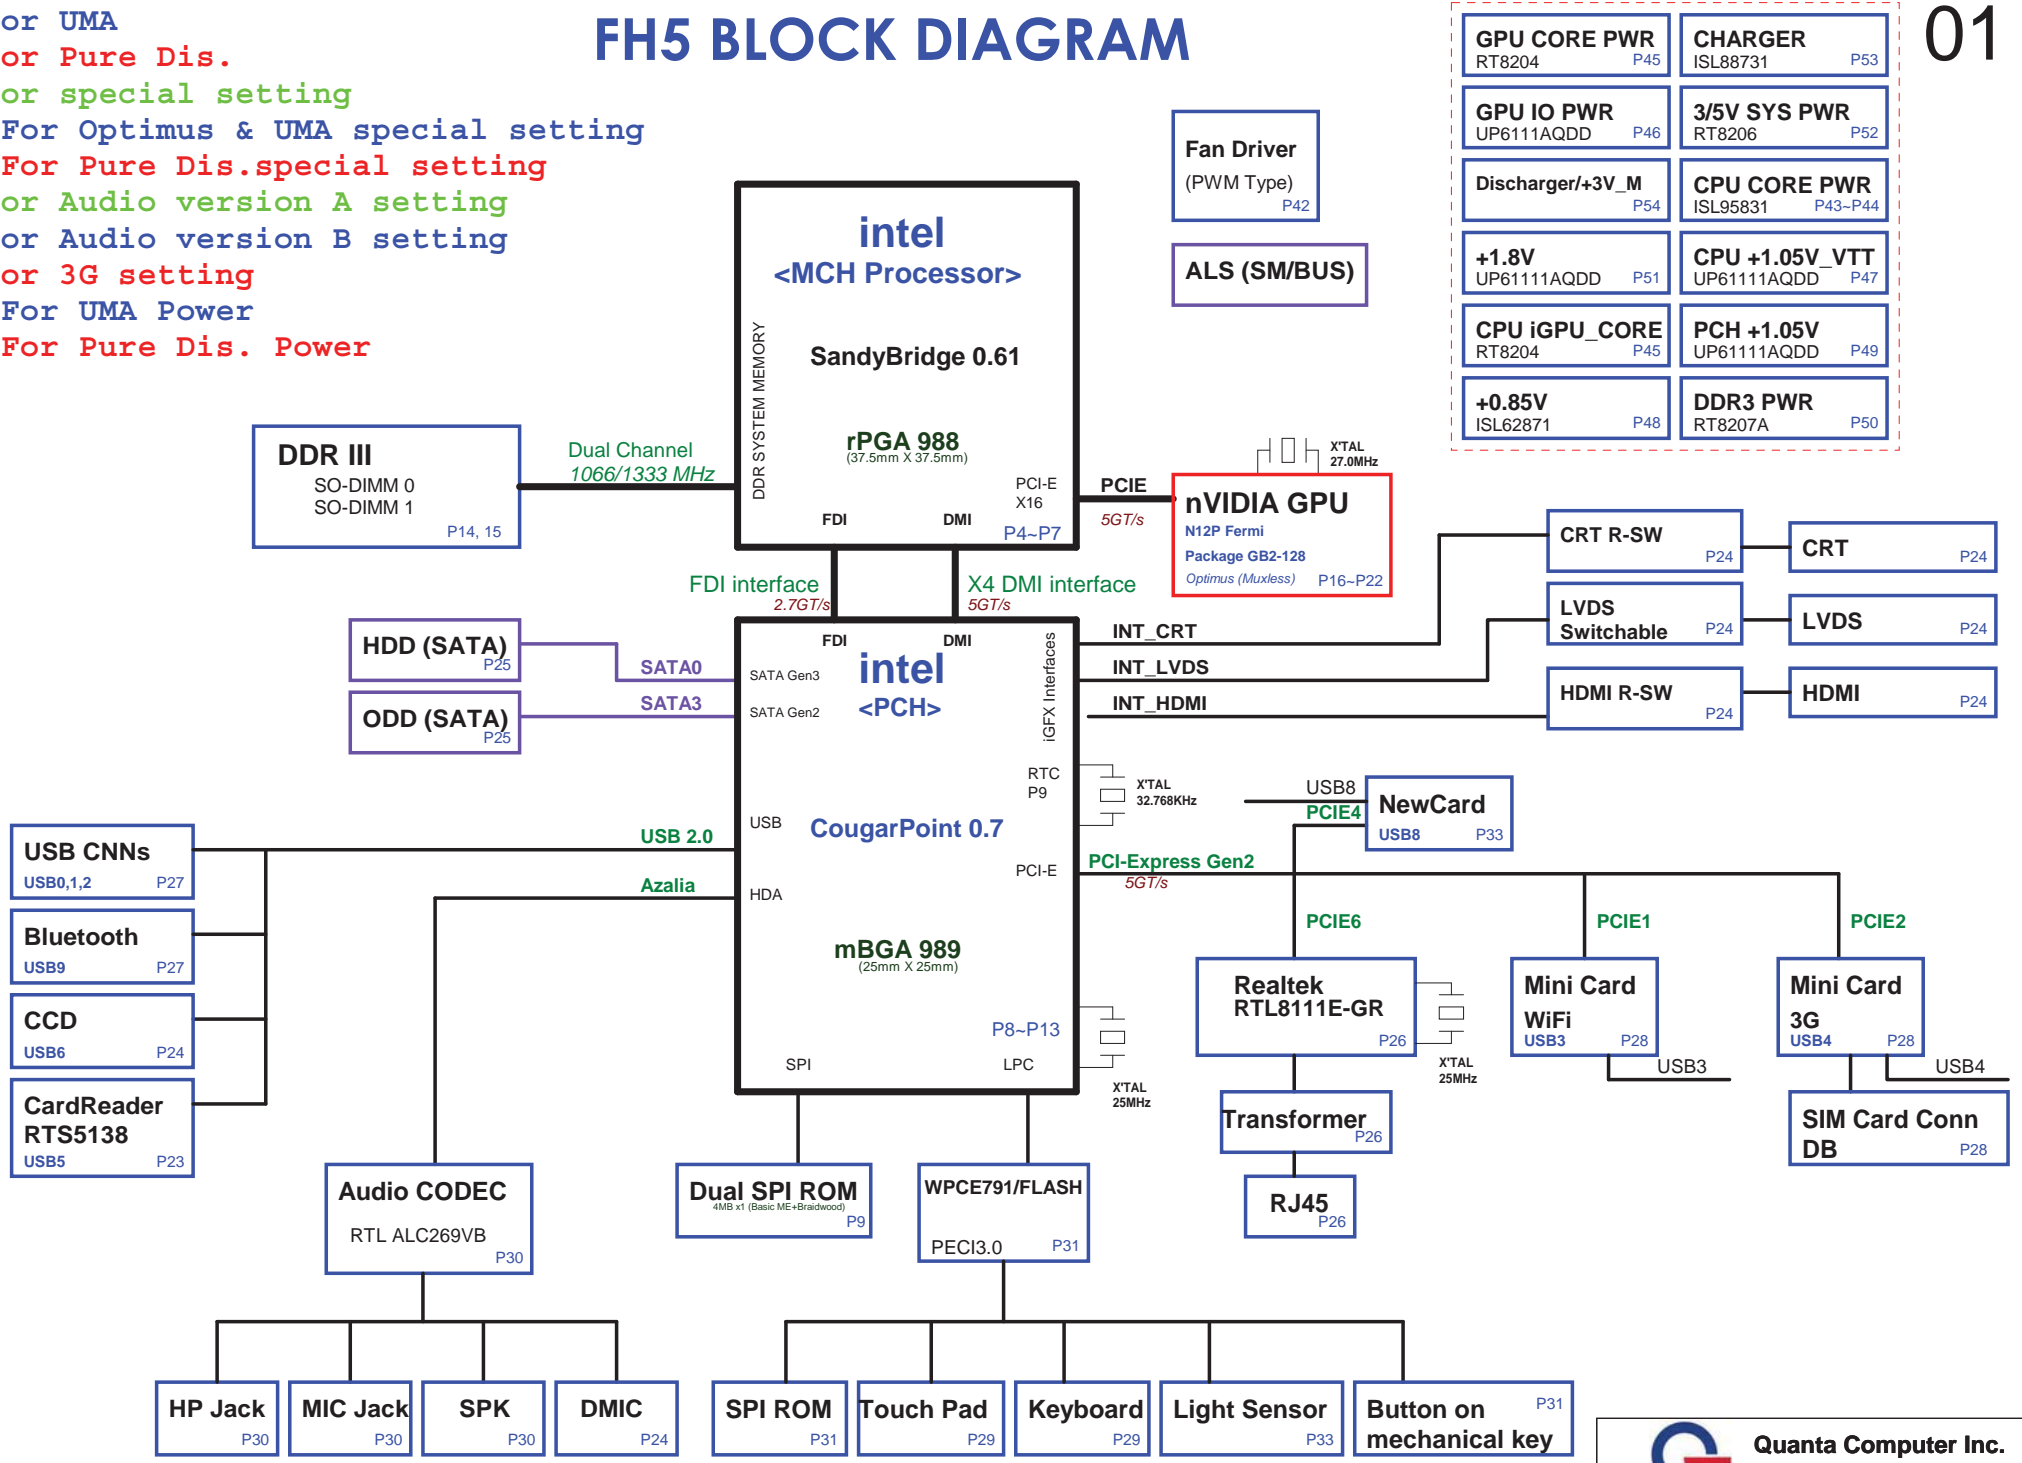 or UMA
or Pure Dis.
or special setting
For Optimus & UMA special setting
For Pure Dis.special setting
or Audio version A setting
or Audio version B setting
or 3G setting
For UMA Power
For Pure Dis. Power
FH5 BLOCK DIAGRAM
01
GPU CORE PWR
RT8204 P45
CHARGER
ISL88731 P53
GPU IO PWR
UP6111AQDD P46
3/5V SYS PWR
RT8206 P52
Discharger/+3V_M
P54
CPU CORE PWR
ISL95831 P43~P44
+1.8V
UP61111AQDD P51
CPU +1.05V_VTT
UP61111AQDD P47
CPU iGPU_CORE
RT8204 P45
PCH +1.05V
UP61111AQDD P49
+0.85V
ISL62871 P48
DDR3 PWR
RT8207A P50
Fan Driver
(PWM Type)
P42
ALS (SM/BUS)
intel
<MCH Processor>
SandyBridge 0.61
rPGA 988
(37.5mm X 37.5mm)
DDR SYSTEM MEMORY
PCI-E
X16
FDI
DMI
P4~P7
DDR III
SO-DIMM 0
SO-DIMM 1
P14, 15
Dual Channel
1066/1333 MHz
PCIE
5GT/s
X'TAL
27.0MHz
nVIDIA GPU
N12P Fermi
Package GB2-128
Optimus (Muxless) P16~P22
FDI interface
2.7GT/s
X4 DMI interface
5GT/s
CRT R-SW
P24
CRT
P24
LVDS
Switchable P24
LVDS
P24
HDMI R-SW
P24
HDMI
P24
INT_CRT
INT_LVDS
INT_HDMI
HDD (SATA)
P25
ODD (SATA)
P25
SATA0
SATA3
FDI
DMI
intel
<PCH>
SATA Gen3
SATA Gen2
iGFX Interfaces
RTC
P9
X'TAL
32.768KHz
USB
CougarPoint 0.7
PCI-E
HDA
mBGA 989
(25mm X 25mm)
P8~P13
SPI
LPC
X'TAL
25MHz
USB 2.0
Azalia
USB CNNs
USB0,1,2 P27
Bluetooth
USB9 P27
CCD
USB6 P24
CardReader
RTS5138
USB5 P23
USB8
PCIE4
NewCard
USB8 P33
PCI-Express Gen2
5GT/s
PCIE6
PCIE1
PCIE2
Realtek
RTL8111E-GR
P26
X'TAL
25MHz
Mini Card
WiFi
USB3 P28
USB3
Mini Card
3G
USB4 P28
USB4
Transformer
P26
RJ45
P26
SIM Card Conn
DB P28
Audio CODEC
RTL ALC269VB
P30
Dual SPI ROM
4MB x1 (Basic ME+Braidwood)
P9
WPCE791/FLASH
PECI3.0 P31
HP Jack
P30
MIC Jack
P30
SPK
P30
DMIC
P24
SPI ROM
P31
Touch Pad
P29
Keyboard
P29
Light Sensor
P33
Button on P31
mechanical key
Quanta Computer Inc.